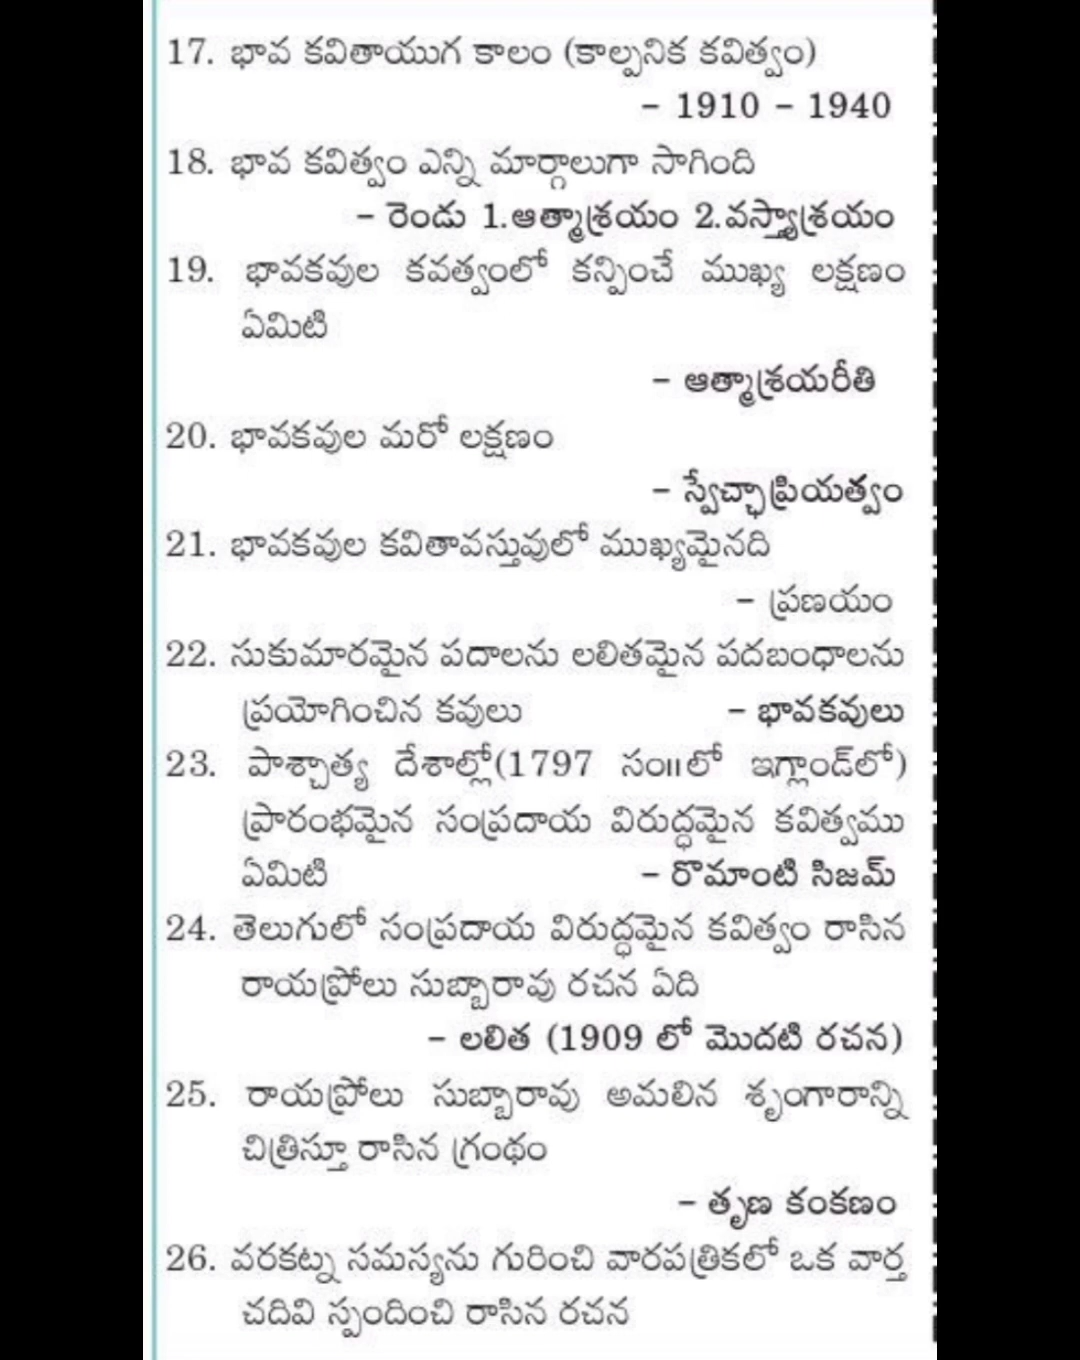 17. భావ కవితాయుగ కాలం (కాల్పనిక కవిత్వం)
– 1910 – 1940
18. భావ కవిత్వం ఎన్ని మార్గాలుగా సాగింది
– రెండు 1.ఆత్మాశ్రయం 2.వస్త్వాశ్రయం
19. భావకవుల కవత్వంలో కన్పించే ముఖ్య లక్షణం
ఏమిటి
– ఆత్మాశ్రయరీతి
20. భావకవుల మరో లక్షణం
– స్వేచ్ఛాప్రియత్వం
21. భావకవుల కవితావస్తువులో ముఖ్యమైనది
– ప్రణయం
22. సుకుమారమైన పదాలను లలితమైన పదబంధాలను
ప్రయోగించిన కవులు – భావకవులు
23. పాశ్చాత్య దేశాల్లో(1797 సం॥లో ఇగ్లాండ్‌లో)
ప్రారంభమైన సంప్రదాయ విరుద్ధమైన కవిత్వము
ఏమిటి – రొమాంటి సిజమ్
24. తెలుగులో సంప్రదాయ విరుద్ధమైన కవిత్వం రాసిన
రాయప్రోలు సుబ్బారావు రచన ఏది
– లలిత (1909 లో మొదటి రచన)
25. రాయప్రోలు సుబ్బారావు అమలిన శృంగారాన్ని
చిత్రిస్తూ రాసిన గ్రంథం
– తృణ కంకణం
26. వరకట్న సమస్యను గురించి వారపత్రికలో ఒక వార్త
చదివి స్పందించి రాసిన రచన